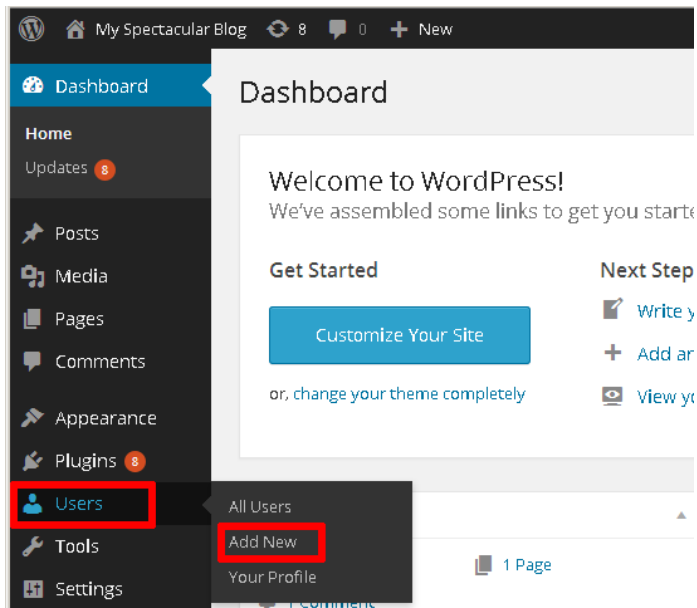 My Spectacular Blog 8 0 New
Dashboard
Home
Updates 8
Posts
Media
Pages
Comments
Appearance
Plugins 8
Users
Tools
Settings
All Users
Add New
Your Profile
Dashboard
Welcome to WordPress!
We've assembled some links to get you starte
Get Started
Customize Your Site
or, change your theme completely
Next Step
Write y
Add an
View yo
1 Page
1 Comment